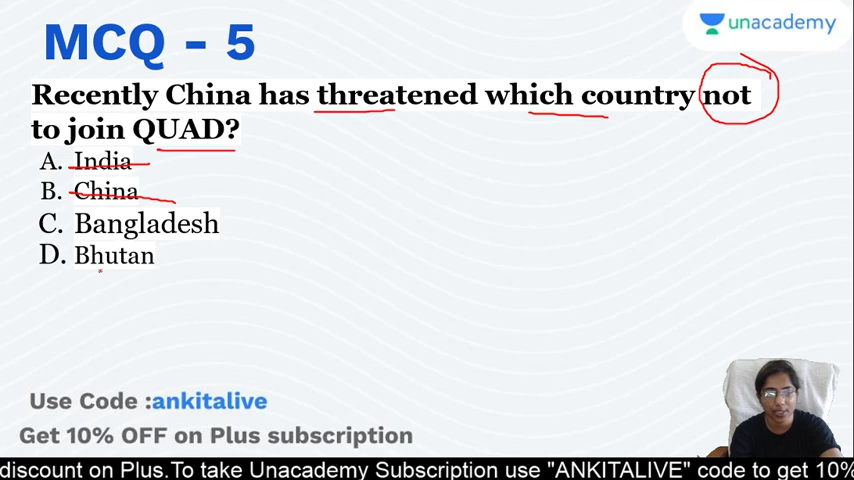 unacademy
MCQ - 5
Recently China has threatened which country not
to join QUAD?
A. India
B. China
C. Bangladesh
D. Bhutan
Use Code :ankitalive
Get 10% OFF on Plus subscription
discount on Plus.To take Unacademy Subscription use "ANKITALIVE" code to get 10%